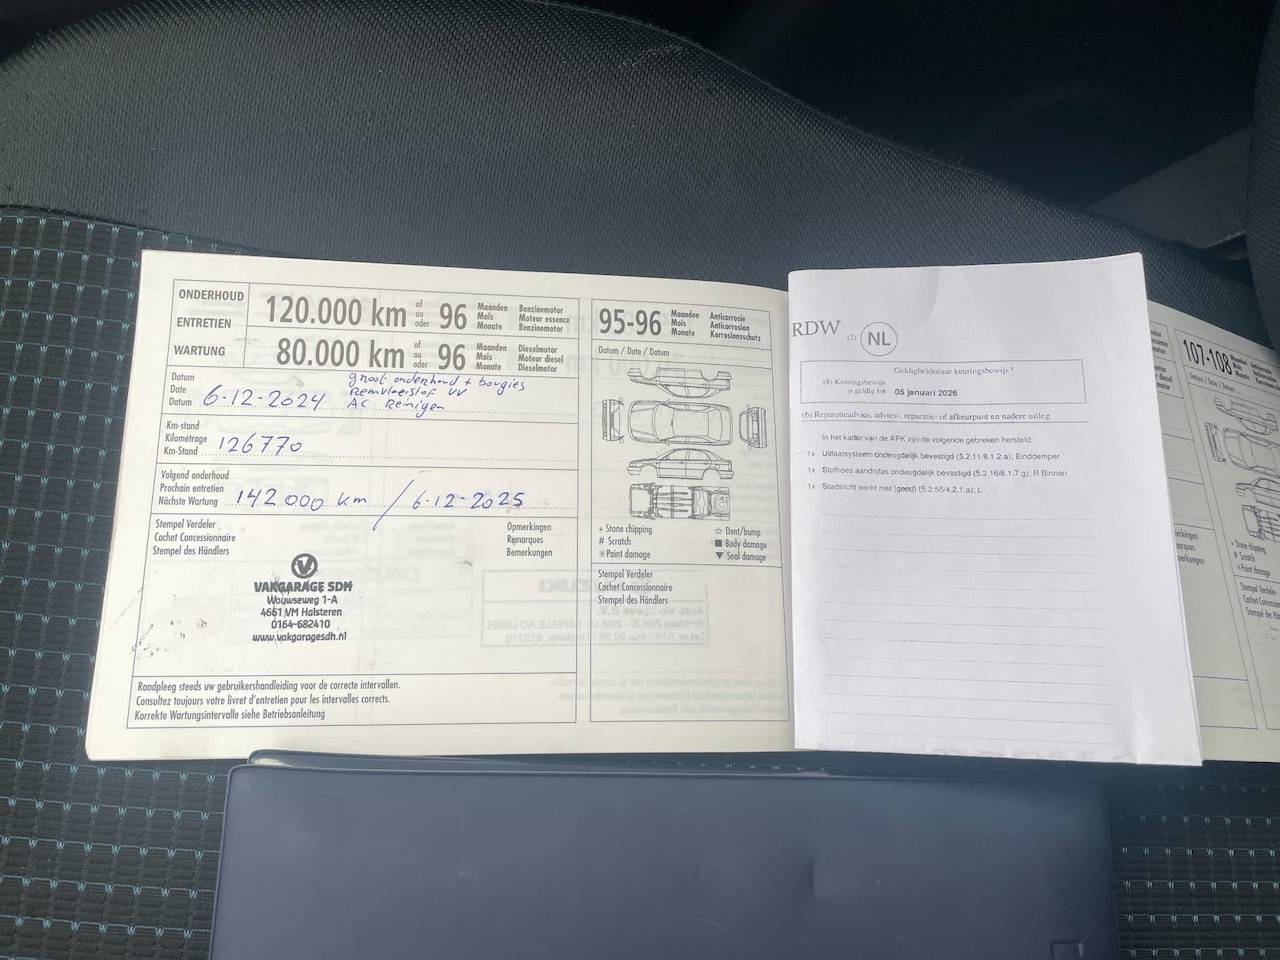 ONDERHOUD
ENTRETIEN
WARTUNG
120.000 km of ou oder 96 Maanden Mois Monate Benzinemotor Moteur essence Benzinemotor
80.000 km of ou oder 96 Maanden Mois Monate Dieselmotor Moteur diesel Dieselmotor
Datum
Date
Datum
6-12-2024
groot onderhoud + bougies
Remvloeistof VV
AC Reinigen
Km-stand
Kilométrage
Km-Stand
126770
Volgend onderhoud
Prochain entretien
Nächste Wartung
142000 km / 6-12-2025
Stempel Verdeler
Cachet Concessionnaire
Stempel des Händlers
Opmerkingen
Remarques
Bemerkungen
VAKGARAGE SDH
Wouwseweg 1-A
4661 VM Halsteren
0164-682410
www.vakgaragesdh.nl
Raadpleeg steeds uw gebruikershandleiding voor de correcte intervallen.
Consultez toujours votre livret d'entretien pour les intervalles corrects.
Korrekte Wartungsintervalle siehe Betriebsanleitung
95-96 Maanden Mois Monate Anticorrosie Anticorrosion Korrosionsschutz
Datum / Date / Datum
+ Stone chipping
# Scratch
✳Paint damage
☆ Dent/bump
■ Body damage
▼ Seal damage
Stempel Verdeler
Cachet Concessionnaire
Stempel des Händlers
RDW (2) NL
Geldigheidsduur keuringsbewijs
(8) Keuringsbewijs
is geldig tot 05 januari 2026
(6) Reparatieadvies, advies-, reparatie- of afkeurpunt en nadere uitleg
In het kader van de APK zijn de volgende gebreken hersteld:
1x Uitlaatsysteem ondeugdelijk bevestigd (5.2.11/6.1.2.a); Einddemper
1x Stofhoes aandrijfas ondeugdelijk bevestigd (5.2.16/6.1.7.g); R Binnen
1x Stadslicht werkt niet (goed) (5.2.55/4.2.1.a); L
107-108